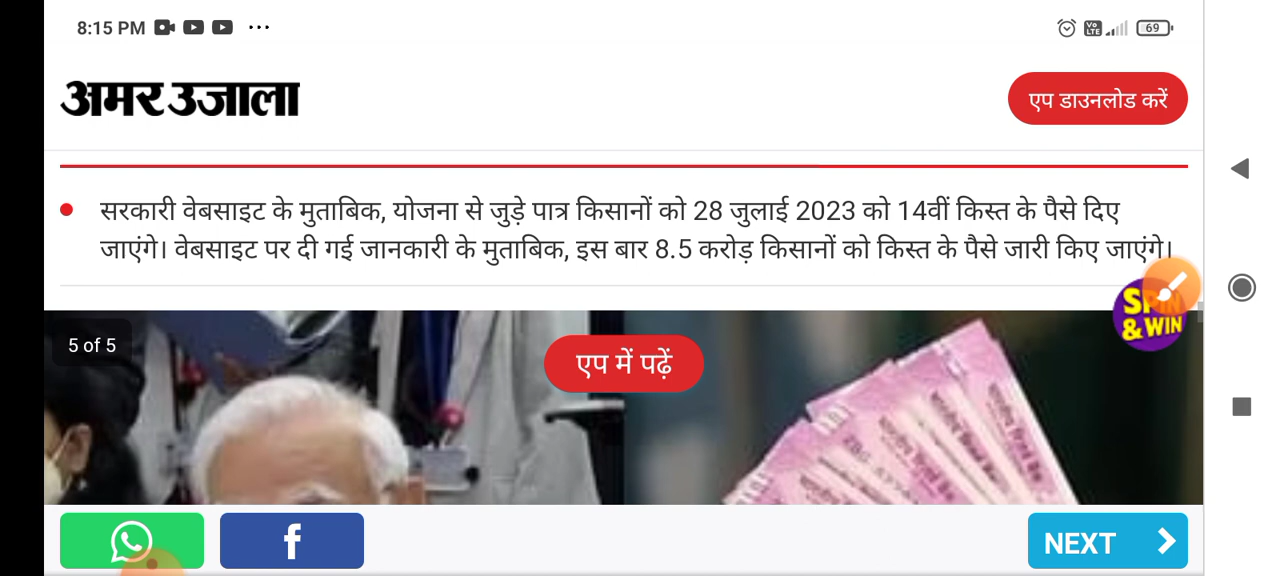 8:15 PM
69
अमर उजाला
एप डाउनलोड करें
सरकारी वेबसाइट के मुताबिक, योजना से जुड़े पात्र किसानों को 28 जुलाई 2023 को 14वीं किस्त के पैसे दिए
जाएंगे। वेबसाइट पर दी गई जानकारी के मुताबिक, इस बार 8.5 करोड़ किसानों को किस्त के पैसे जारी किए जाएंगे।
SPIN
& WIN
5 of 5
एप में पढ़ें
NEXT